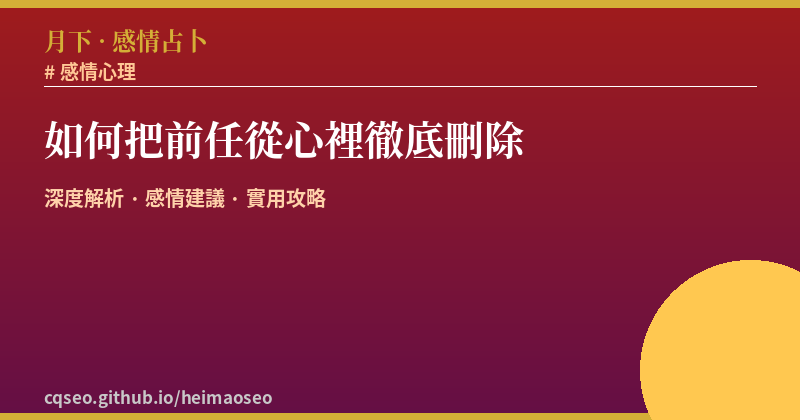 月下 · 感情占卜
# 感情心理
如何把前任從心裡徹底刪除
深度解析 · 感情建議 · 實用攻略
cqseo.github.io/heimaoseo